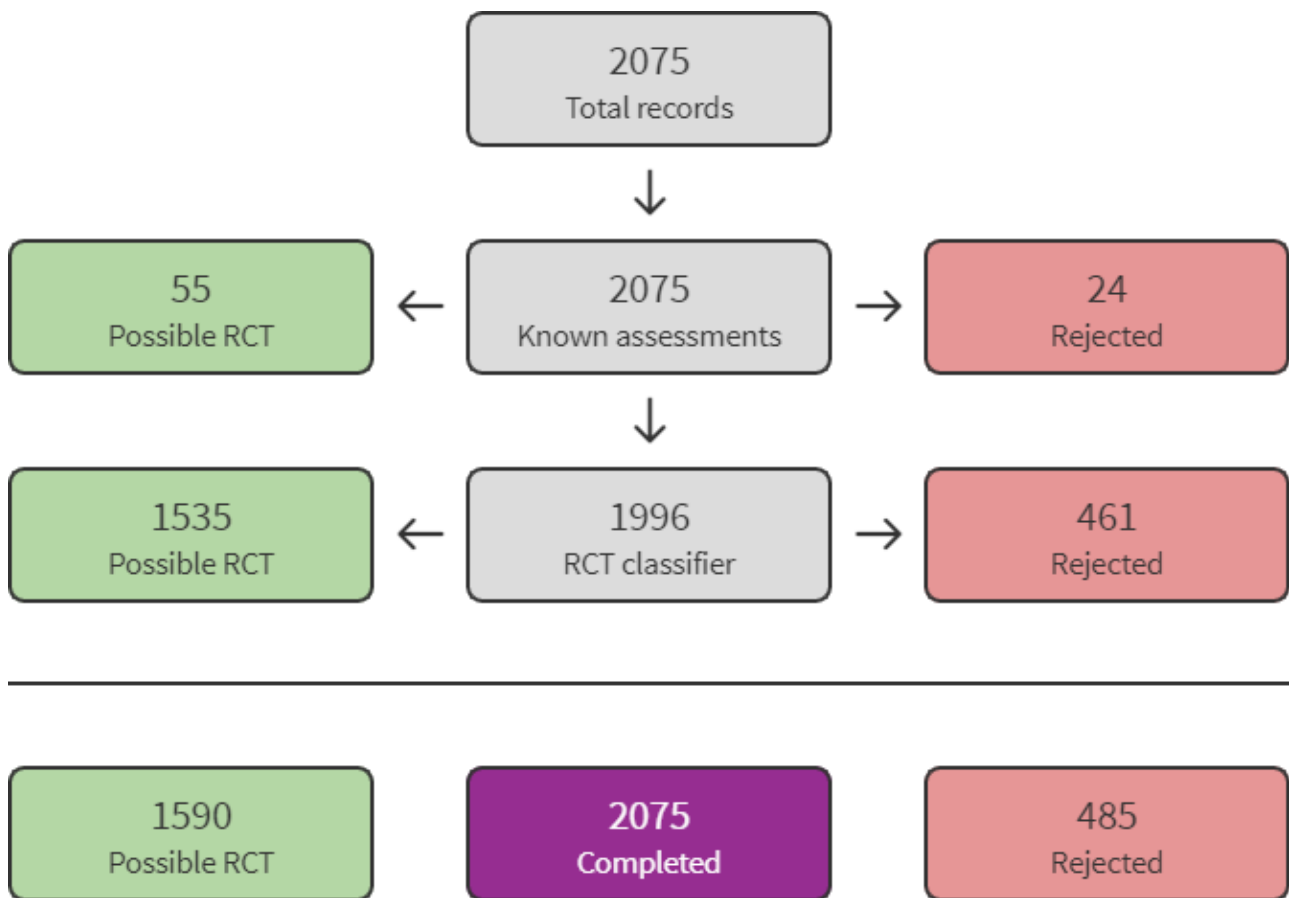 2075
Total records
55
Possible RCT
2075
Known assessments
24
Rejected
1535
Possible RCT
1996
RCT classifier
461
Rejected
1590
Possible RCT
2075
Completed
485
Rejected